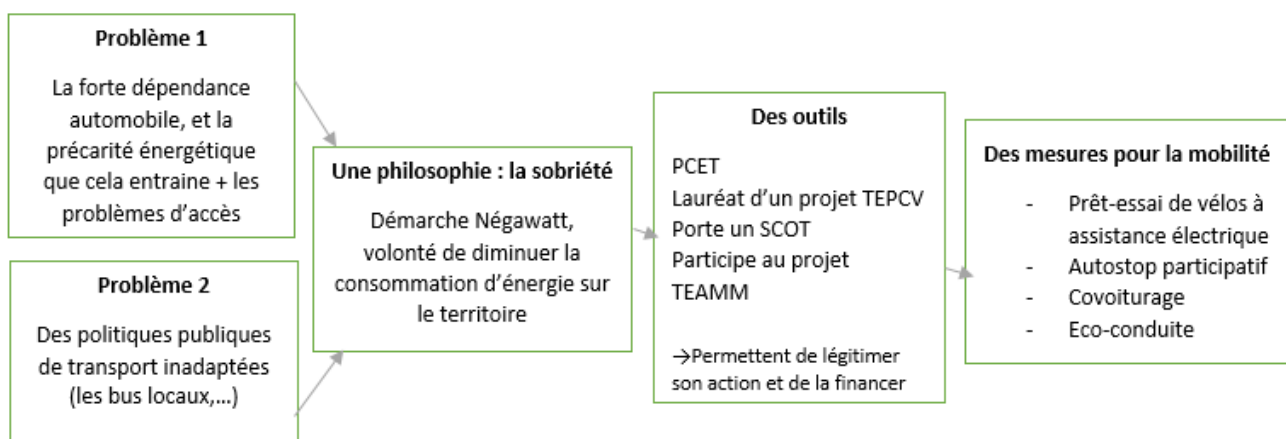 Problème 1
La forte dépendance
automobile, et la
précarité énergétique
que cela entraine + les
problèmes d'accès
Problème 2
Des politiques publiques
de transport inadaptées
(les bus locaux,...)
Une philosophie : la sobriété
Démarche Négawatt,
volonté de diminuer la
consommation d'énergie sur
le territoire
Des outils
PCET
Lauréat d'un projet TEPCV
Porte un SCOT
Participe au projet
TEAMM
→Permettent de légitimer
son action et de la financer
Des mesures pour la mobilité
- Prêt-essai de vélos à
assistance électrique
- Autostop participatif
- Covoiturage
- Eco-conduite